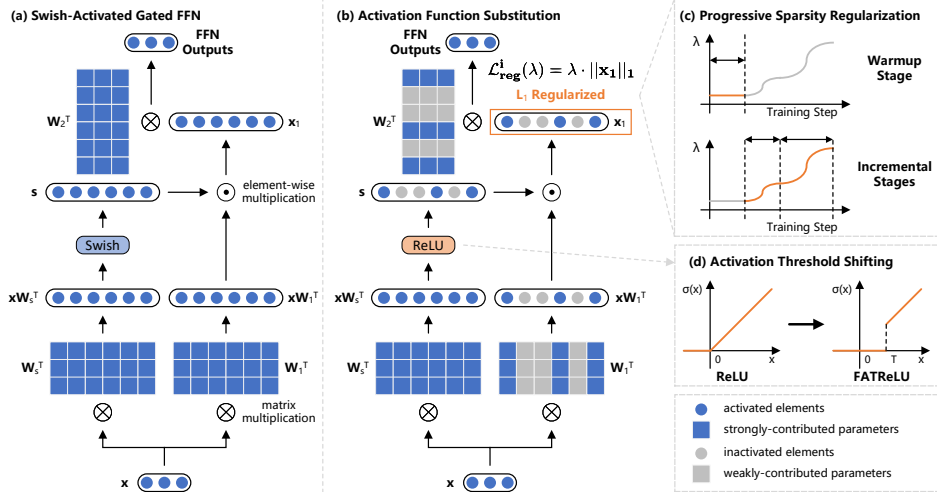 (a) Swish-Activated Gated FFN
FFN
Outputs
W₂ᵀ
x₁
s
element-wise
multiplication
Swish
xWₛᵀ
xW₁ᵀ
Wₛᵀ
W₁ᵀ
matrix
multiplication
x
(b) Activation Function Substitution
FFN
Outputs
ℒⁱ_reg(λ) = λ · ||x₁||₁
L₁ Regularized
W₂ᵀ
x₁
s
ReLU
xWₛᵀ
xW₁ᵀ
Wₛᵀ
W₁ᵀ
x
(c) Progressive Sparsity Regularization
λ
Warmup
Stage
Training Step
λ
Incremental
Stages
Training Step
(d) Activation Threshold Shifting
σ(x)
0
x
ReLU
σ(x)
0
T
x
FATReLU
activated elements
strongly-contributed parameters
inactivated elements
weakly-contributed parameters